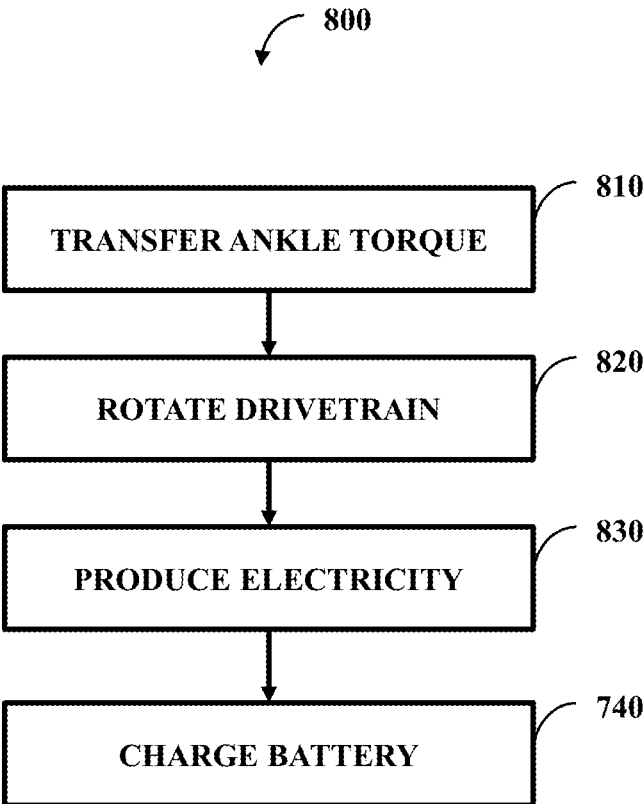 800
810
TRANSFER ANKLE TORQUE
820
ROTATE DRIVETRAIN
830
PRODUCE ELECTRICITY
740
CHARGE BATTERY